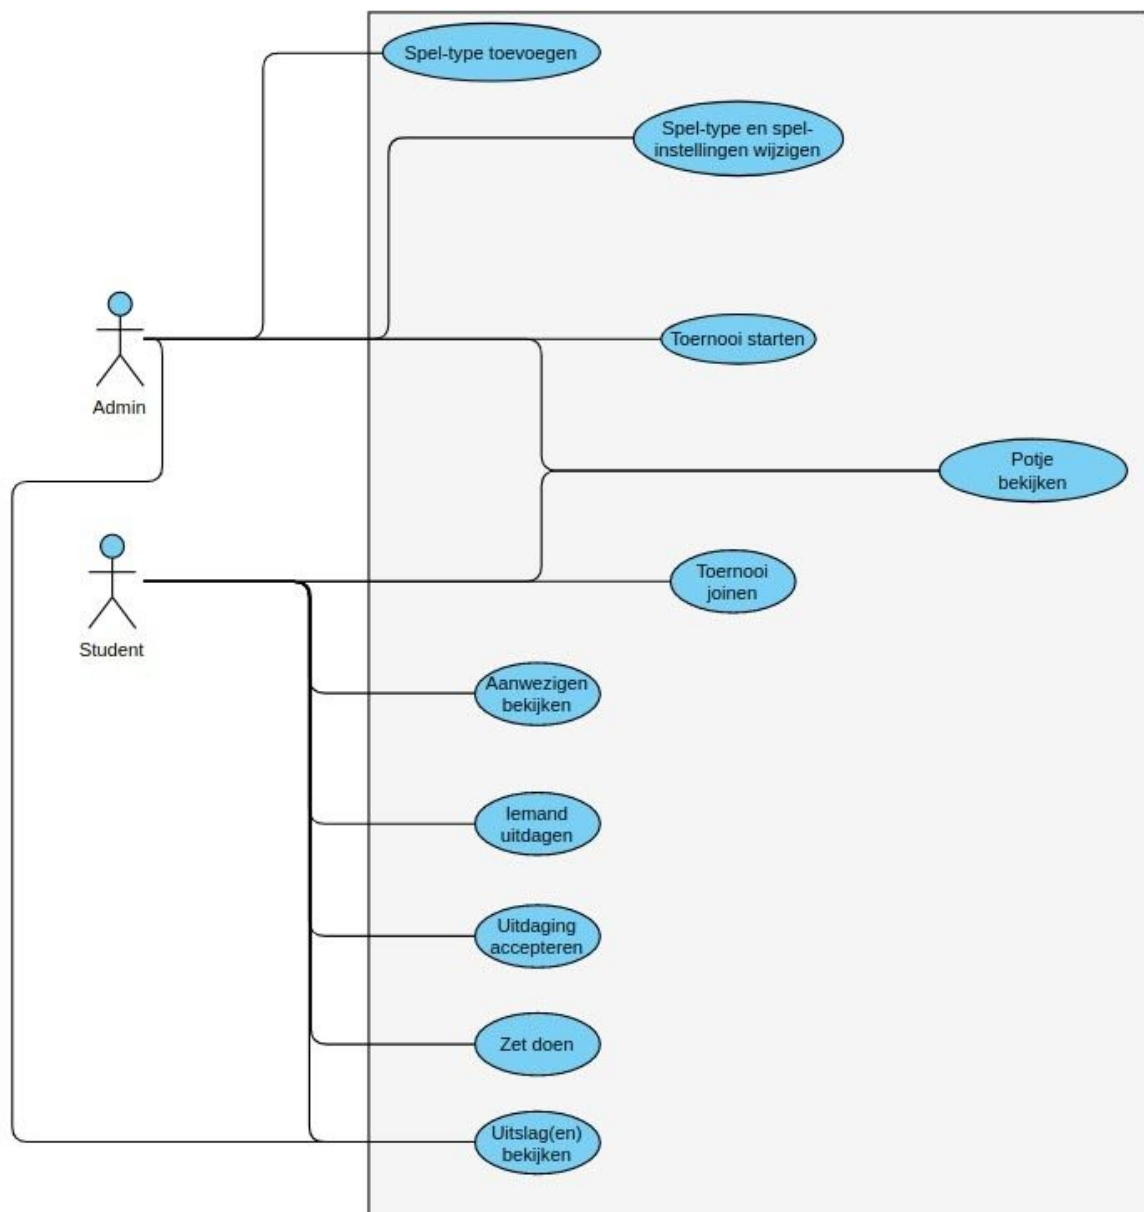 Spel-type toevoegen
Spel-type en spel-
instellingen wijzigen
Admin
Toernooi starten
Potje
bekijken
Student
Toernooi
joinen
Aanwezigen
bekijken
Iemand
uitdagen
Uitdaging
accepteren
Zet doen
Uitslag(en)
bekijken